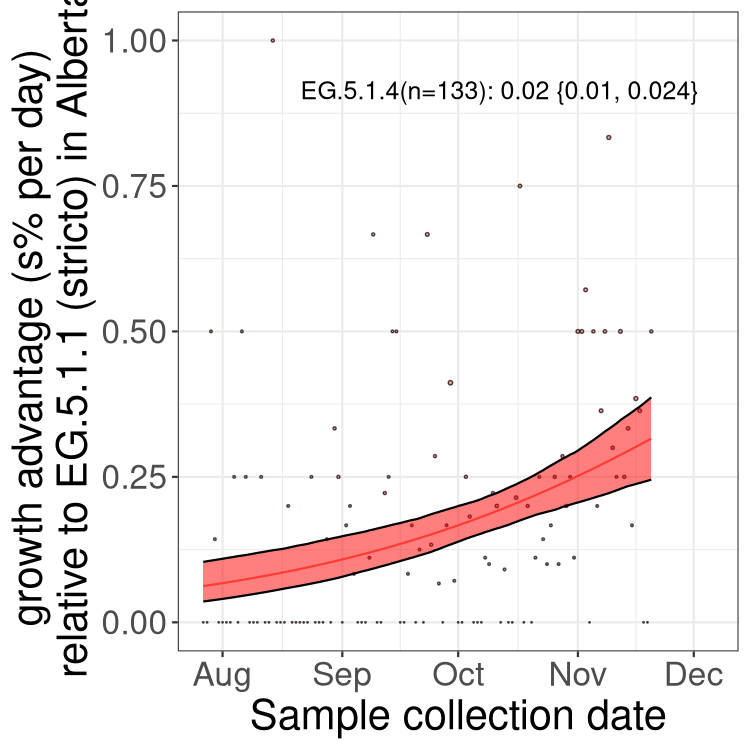 growth advantage (s% per day)
relative to EG.5.1.1 (stricto) in Alberta
1.00
0.75
0.50
0.25
0.00
EG.5.1.4(n=133): 0.02 {0.01, 0.024}
Aug Sep Oct Nov Dec
Sample collection date